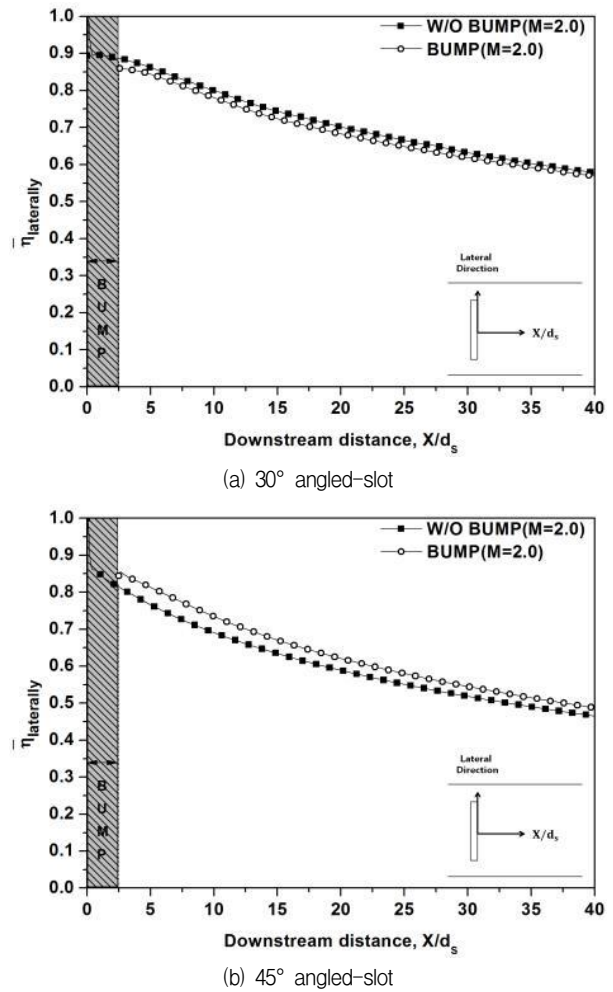 W/O BUMP(M=2.0)
BUMP(M=2.0)
1.0
0.9
0.8
0.7
0.6
0.5
0.4
0.3
0.2
0.1
0.0
η̅laterally
BUMP
Lateral
Direction
X/ds
0 5 10 15 20 25 30 35 40
Downstream distance, X/ds
(a) 30° angled-slot
W/O BUMP(M=2.0)
BUMP(M=2.0)
1.0
0.9
0.8
0.7
0.6
0.5
0.4
0.3
0.2
0.1
0.0
η̅laterally
BUMP
Lateral
Direction
X/ds
0 5 10 15 20 25 30 35 40
Downstream distance, X/ds
(b) 45° angled-slot